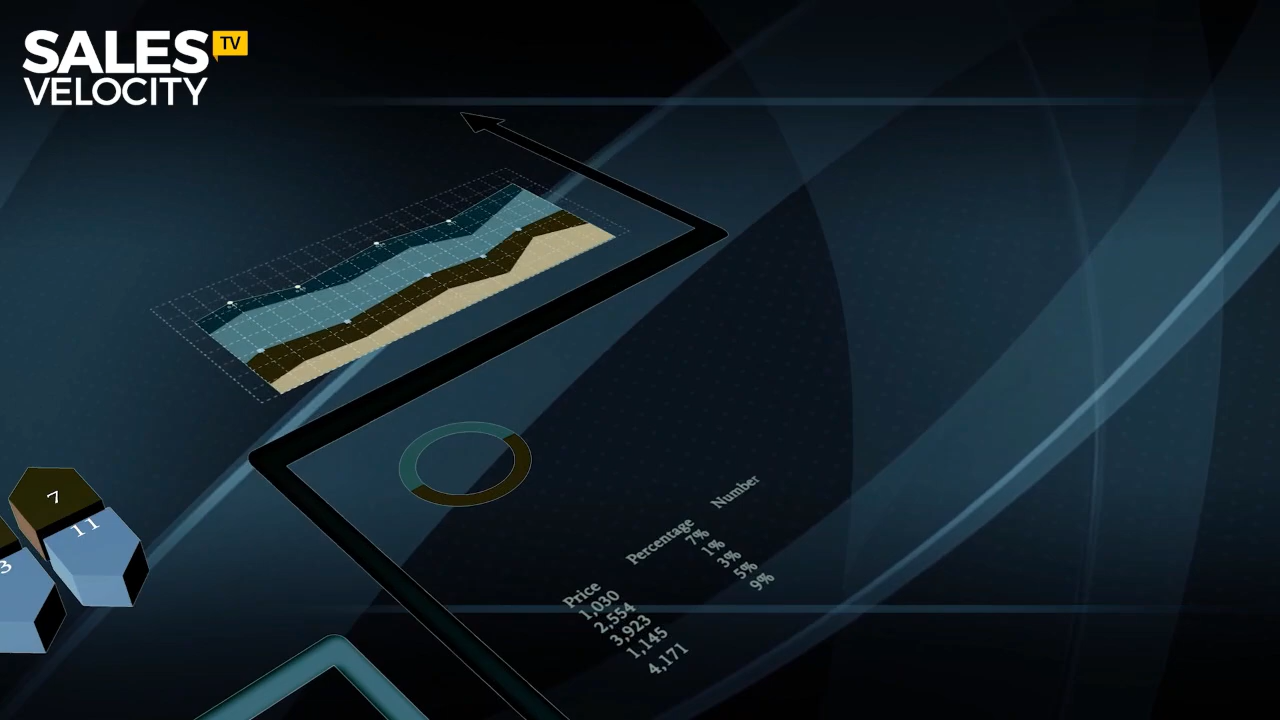 SALES TV
VELOCITY
7
11
3
Price Percentage Number
1,030 7%
2,554 1%
3,923 3%
1,145 5%
4,171 9%